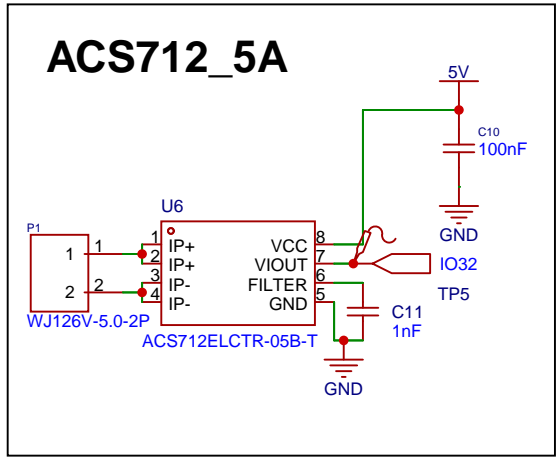 ACS712_5A
5V
C10
100nF
GND
U6
P1
1 1
2 2
WJ126V-5.0-2P
1 IP+ VCC 8
2 IP+ VIOUT 7
3 IP- FILTER 6
4 IP- GND 5
ACS712ELCTR-05B-T
IO32
TP5
C11
1nF
GND